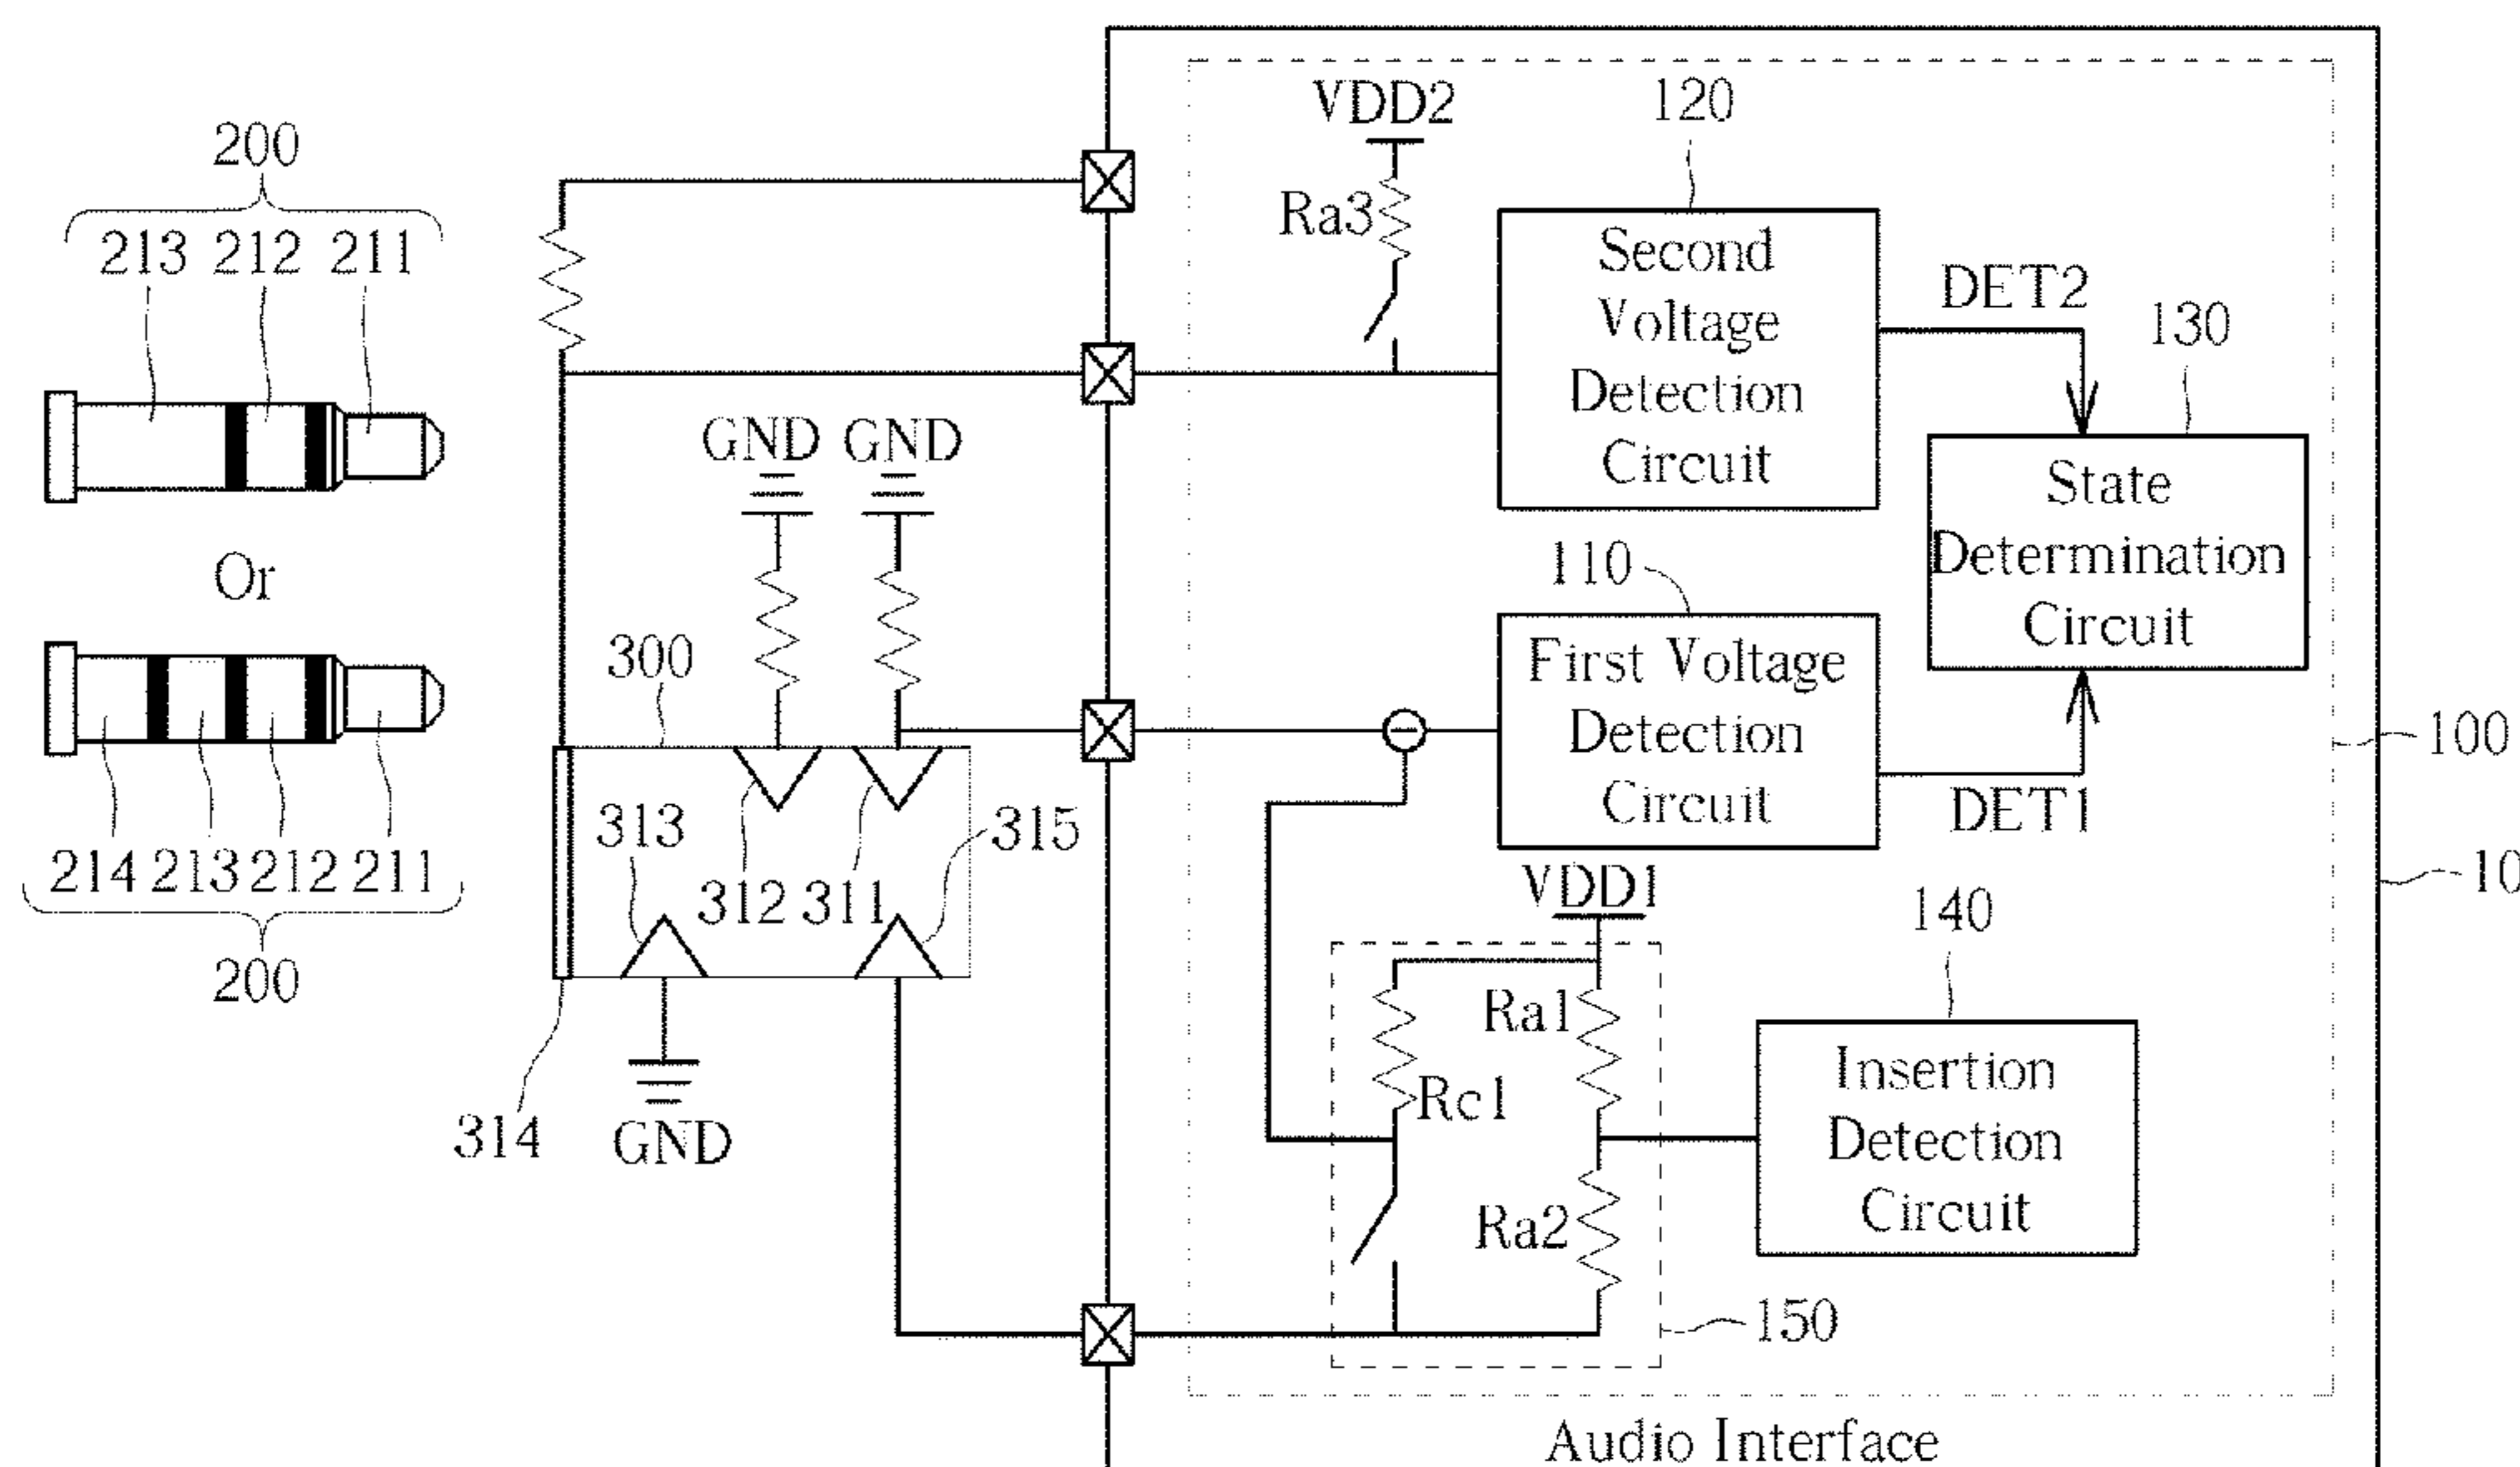 200
213 212 211
Or
214 213 212 211
200
GND GND
300
313
312 311
315
314
GND
VDD2
Ra3
120
Second
Voltage
Detection
Circuit
DET2
130
State
Determination
Circuit
110
First Voltage
Detection
Circuit
DET1
100
10
VDD1
140
Ra1
Rc1
Ra2
Insertion
Detection
Circuit
150
Audio Interface